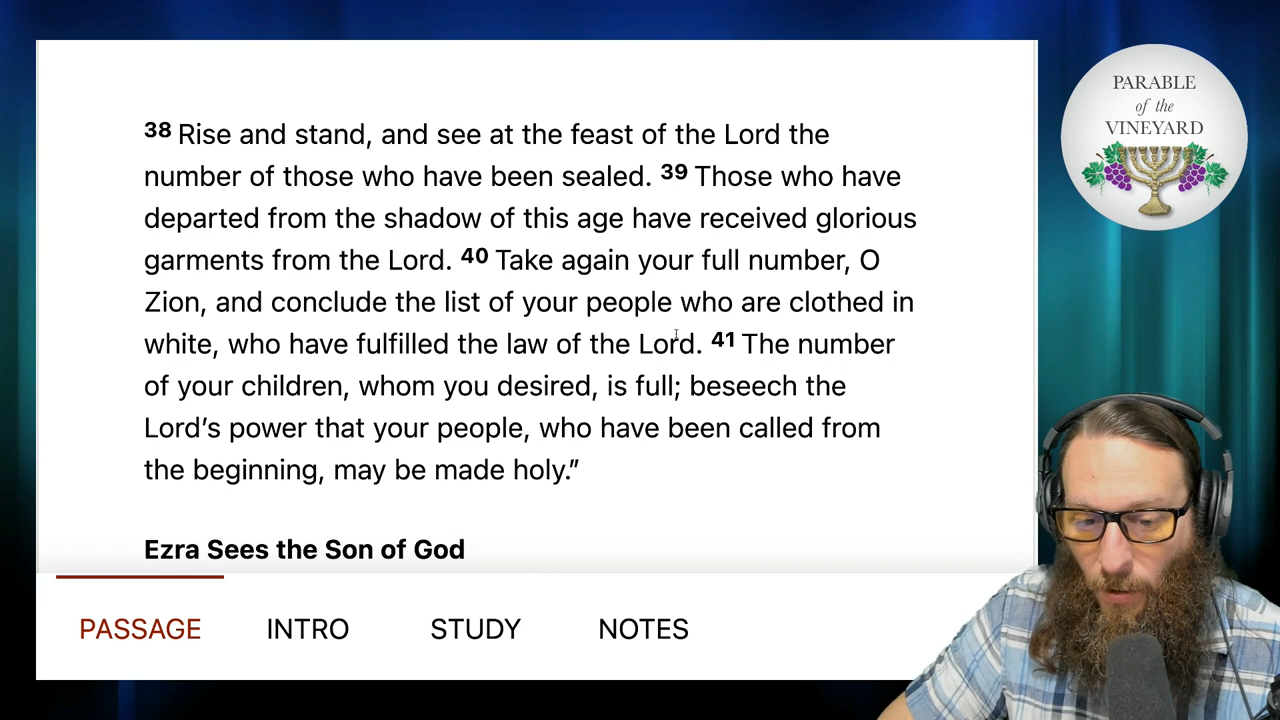 38 Rise and stand, and see at the feast of the Lord the
number of those who have been sealed. 39 Those who have
departed from the shadow of this age have received glorious
garments from the Lord. 40 Take again your full number, O
Zion, and conclude the list of your people who are clothed in
white, who have fulfilled the law of the Lord. 41 The number
of your children, whom you desired, is full; beseech the
Lord’s power that your people, who have been called from
the beginning, may be made holy.”
Ezra Sees the Son of God
PASSAGE INTRO STUDY NOTES
PARABLE
of the
VINEYARD